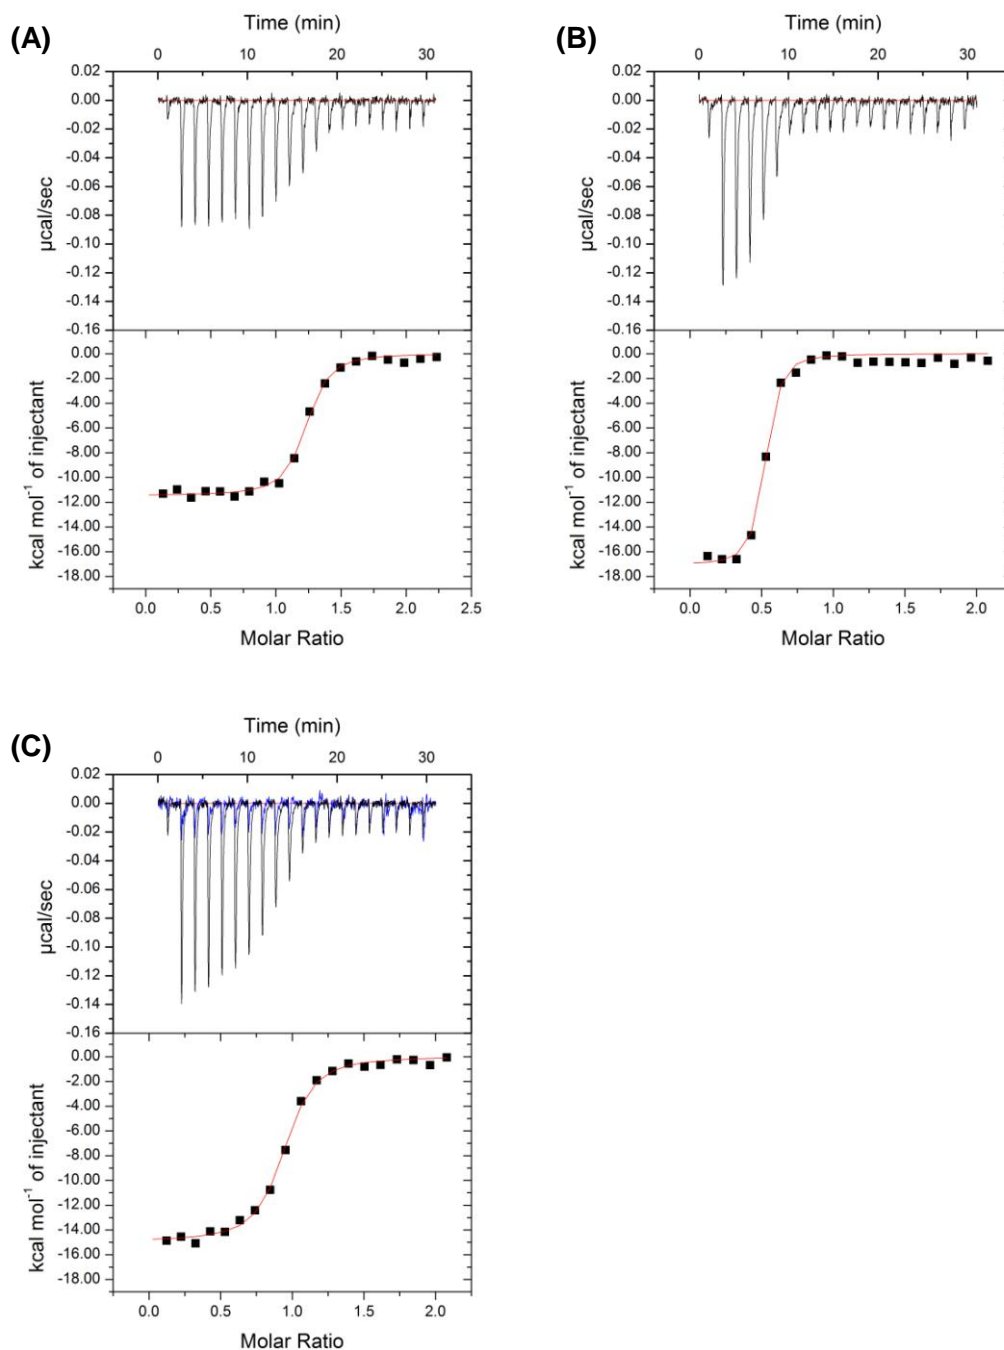 (A)
Time (min)
0 10 20 30
0.02
0.00
-0.02
-0.04
-0.06
-0.08
-0.10
-0.12
-0.14
-0.16
µcal/sec
0.00
-2.00
-4.00
-6.00
-8.00
-10.00
-12.00
-14.00
-16.00
-18.00
kcal mol⁻¹ of injectant
0.0 0.5 1.0 1.5 2.0 2.5
Molar Ratio
(B)
Time (min)
0 10 20 30
0.02
0.00
-0.02
-0.04
-0.06
-0.08
-0.10
-0.12
-0.14
-0.16
µcal/sec
0.00
-2.00
-4.00
-6.00
-8.00
-10.00
-12.00
-14.00
-16.00
-18.00
kcal mol⁻¹ of injectant
0.0 0.5 1.0 1.5 2.0
Molar Ratio
(C)
Time (min)
0 10 20 30
0.02
0.00
-0.02
-0.04
-0.06
-0.08
-0.10
-0.12
-0.14
-0.16
µcal/sec
0.00
-2.00
-4.00
-6.00
-8.00
-10.00
-12.00
-14.00
-16.00
-18.00
kcal mol⁻¹ of injectant
0.0 0.5 1.0 1.5 2.0
Molar Ratio